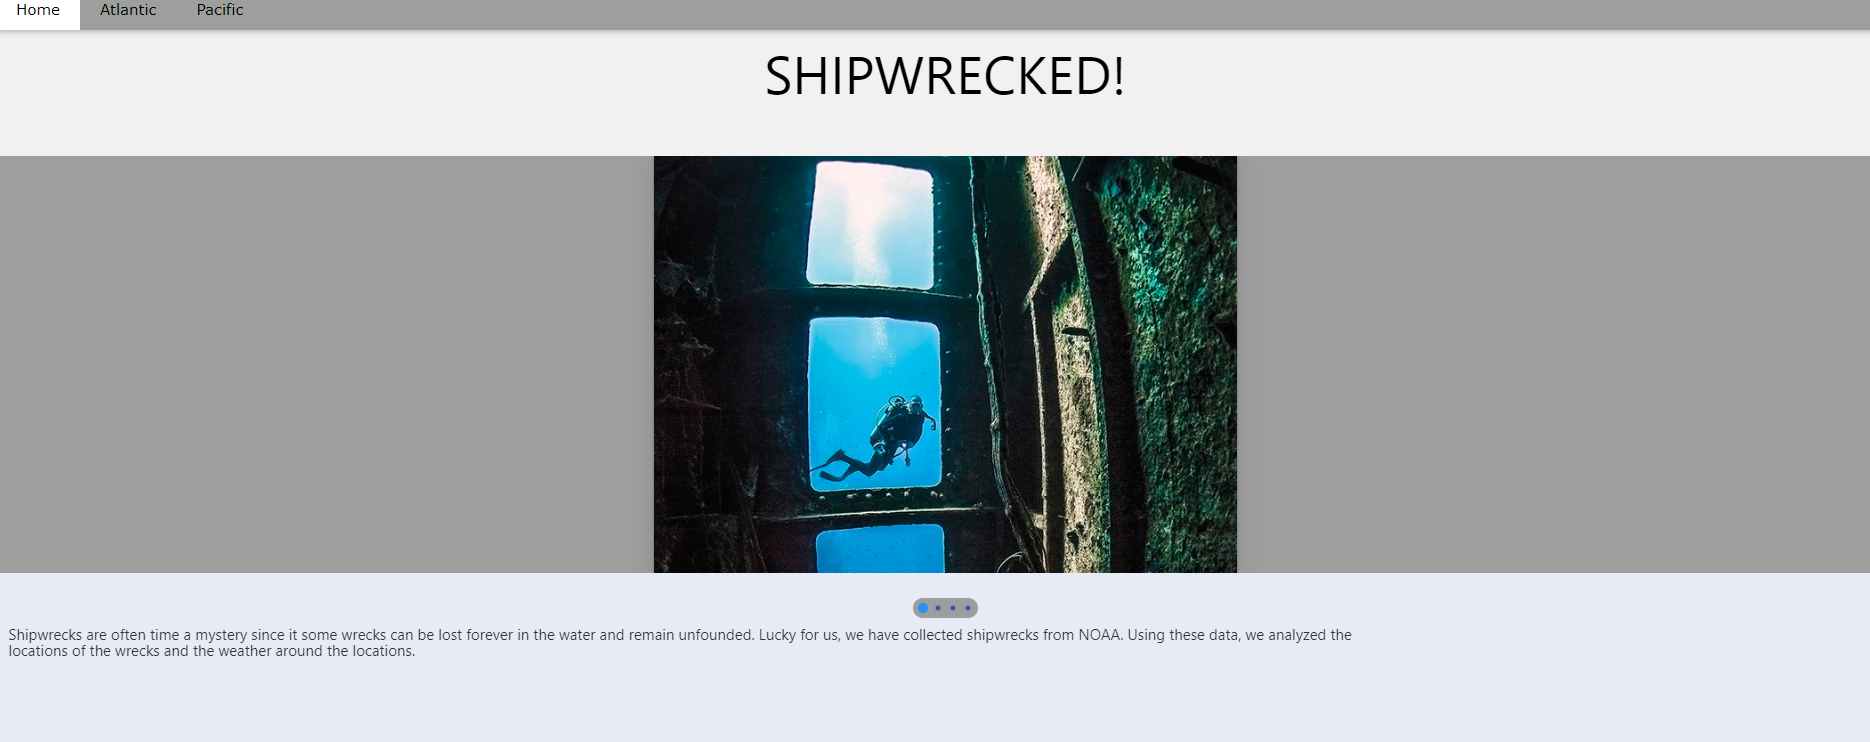 Home Atlantic Pacific
SHIPWRECKED!
Shipwrecks are often time a mystery since it some wrecks can be lost forever in the water and remain unfounded. Lucky for us, we have collected shipwrecks from NOAA. Using these data, we analyzed the
locations of the wrecks and the weather around the locations.